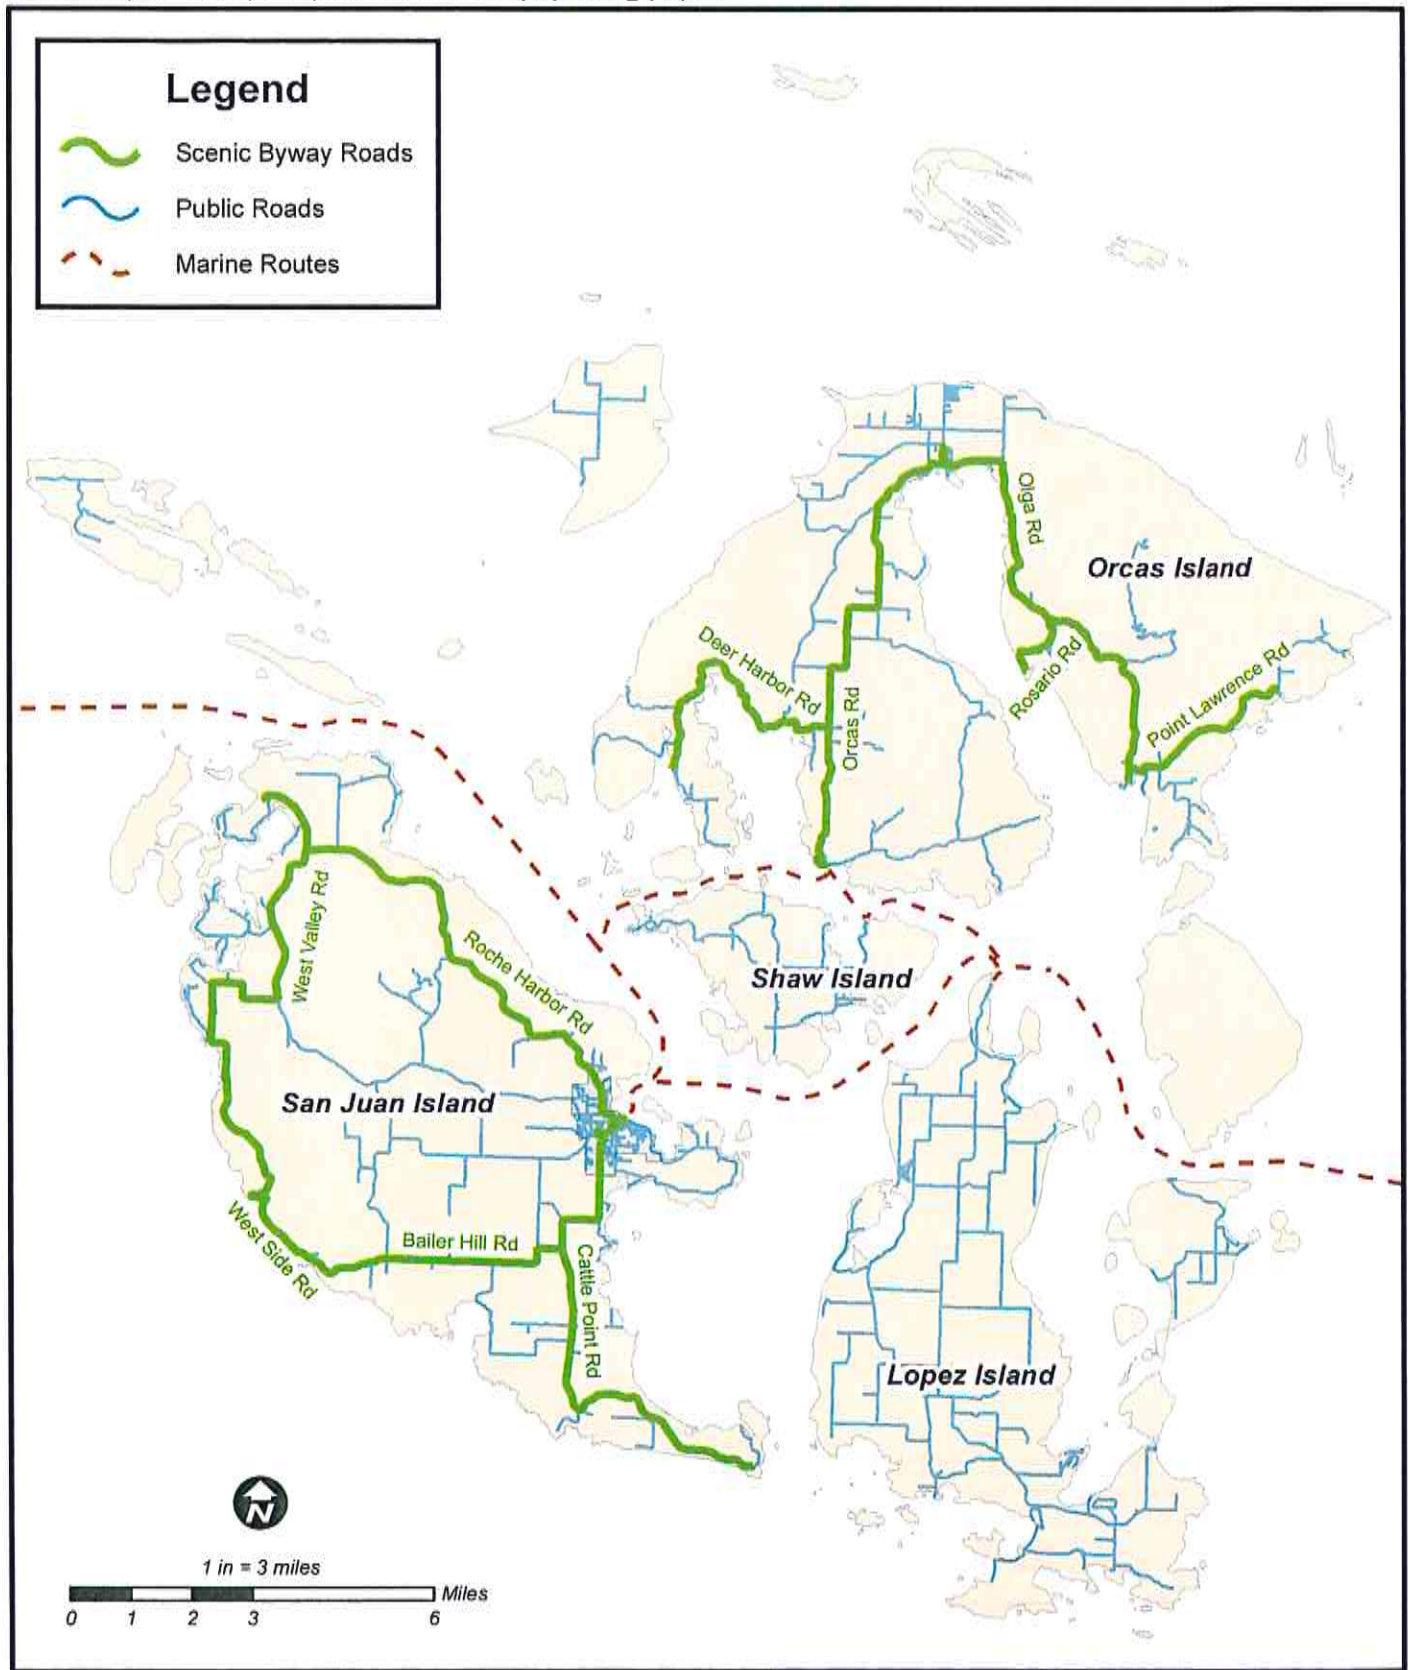 Legend
Scenic Byway Roads
Public Roads
Marine Routes
Olga Rd
Orcas Island
Deer Harbor Rd
Orcas Rd
Rosario Rd
Point Lawrence Rd
West Valley Rd
Roche Harbor Rd
Shaw Island
San Juan Island
West Side Rd
Bailer Hill Rd
Cattle Point Rd
Lopez Island
N
1 in = 3 miles
Miles
0 1 2 3 6